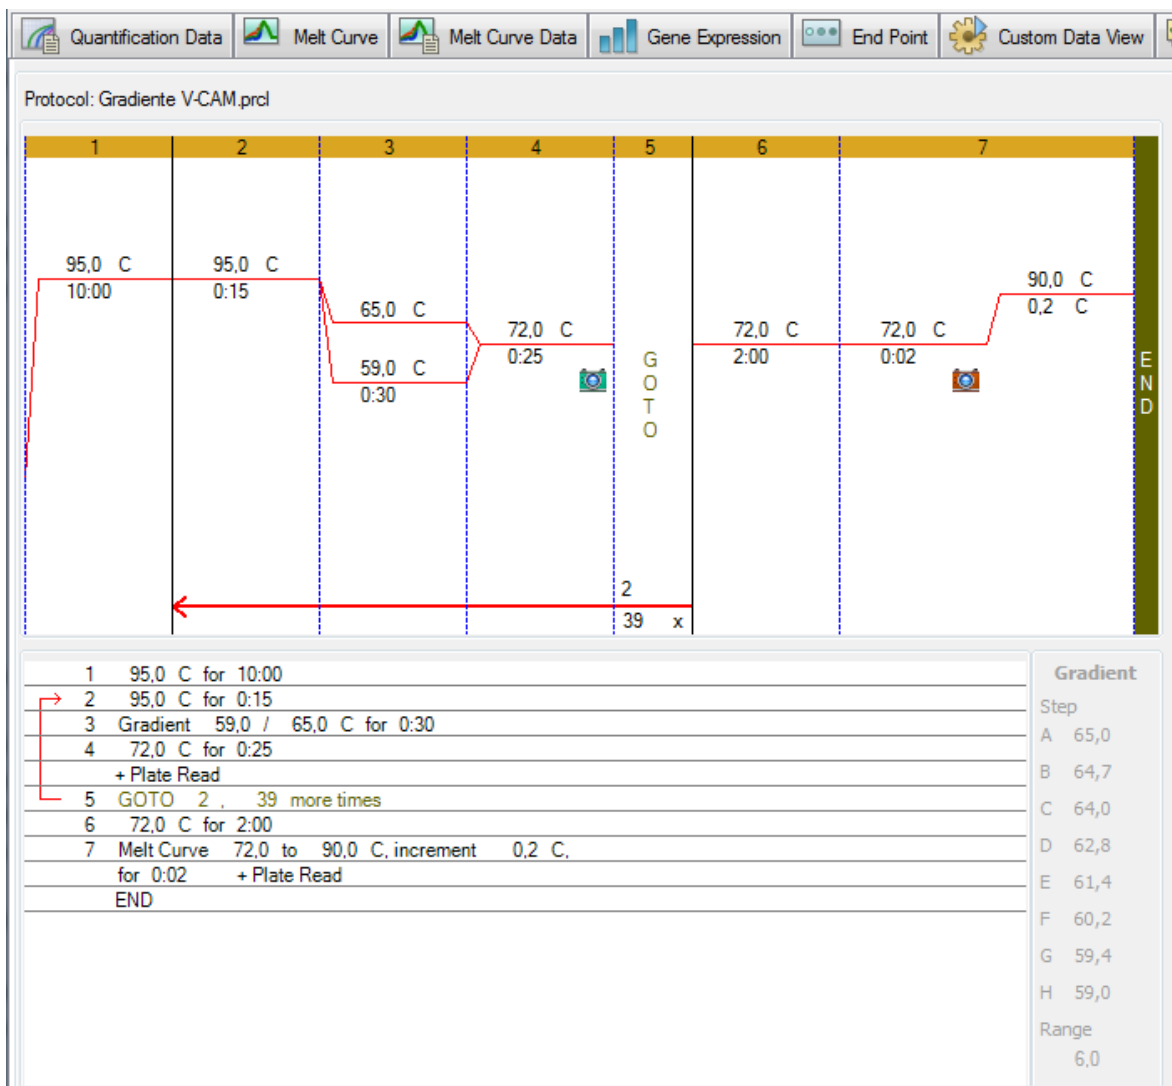 Quantification Data Melt Curve Melt Curve Data Gene Expression End Point Custom Data View
Protocol: Gradiente V-CAM.prcl
1 2 3 4 5 6 7
95,0 C 95,0 C 90,0 C
10:00 0:15 0,2 C
65,0 C
72,0 C 72,0 C 72,0 C
0:25 2:00 0:02
59,0 C
0:30
GOTO
END
2
39 x
1 95,0 C for 10:00
2 95,0 C for 0:15
3 Gradient 59,0 / 65,0 C for 0:30
4 72,0 C for 0:25
+ Plate Read
5 GOTO 2 , 39 more times
6 72,0 C for 2:00
7 Melt Curve 72,0 to 90,0 C, increment 0,2 C,
for 0:02 + Plate Read
END
Gradient
Step
A 65,0
B 64,7
C 64,0
D 62,8
E 61,4
F 60,2
G 59,4
H 59,0
Range
6,0